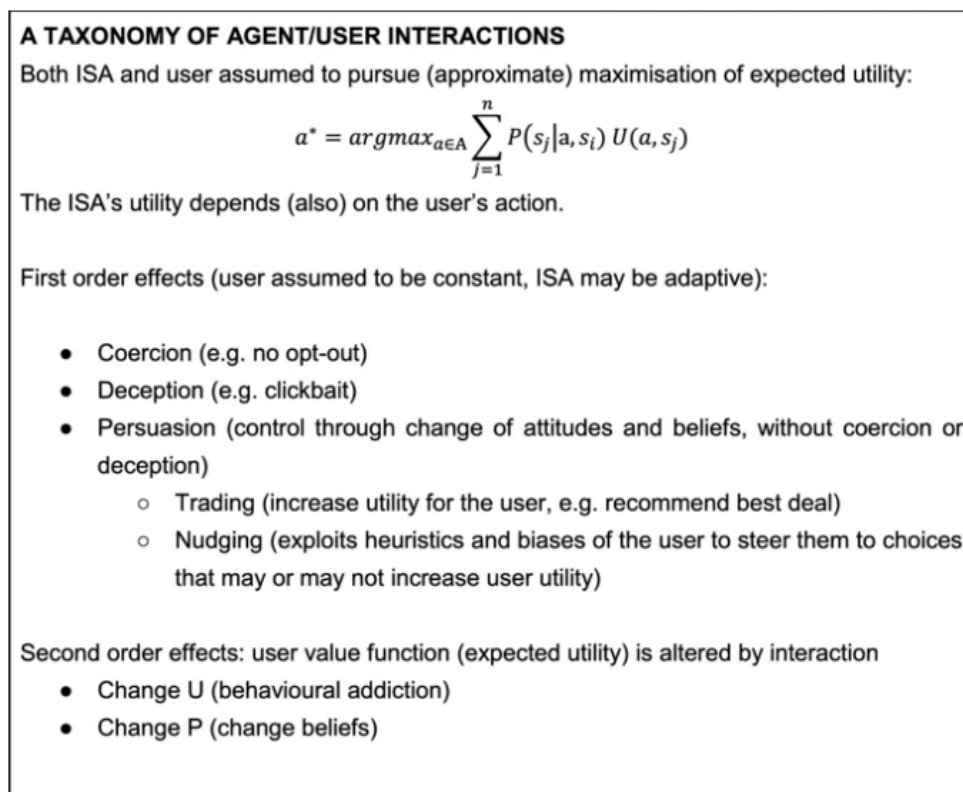 A TAXONOMY OF AGENT/USER INTERACTIONS
Both ISA and user assumed to pursue (approximate) maximisation of expected utility:
a* = argmax_{a∈A} ∑_{j=1}^{n} P(s_j|a, s_i) U(a, s_j)
The ISA's utility depends (also) on the user's action.
First order effects (user assumed to be constant, ISA may be adaptive):
● Coercion (e.g. no opt-out)
● Deception (e.g. clickbait)
● Persuasion (control through change of attitudes and beliefs, without coercion or
deception)
○ Trading (increase utility for the user, e.g. recommend best deal)
○ Nudging (exploits heuristics and biases of the user to steer them to choices
that may or may not increase user utility)
Second order effects: user value function (expected utility) is altered by interaction
● Change U (behavioural addiction)
● Change P (change beliefs)